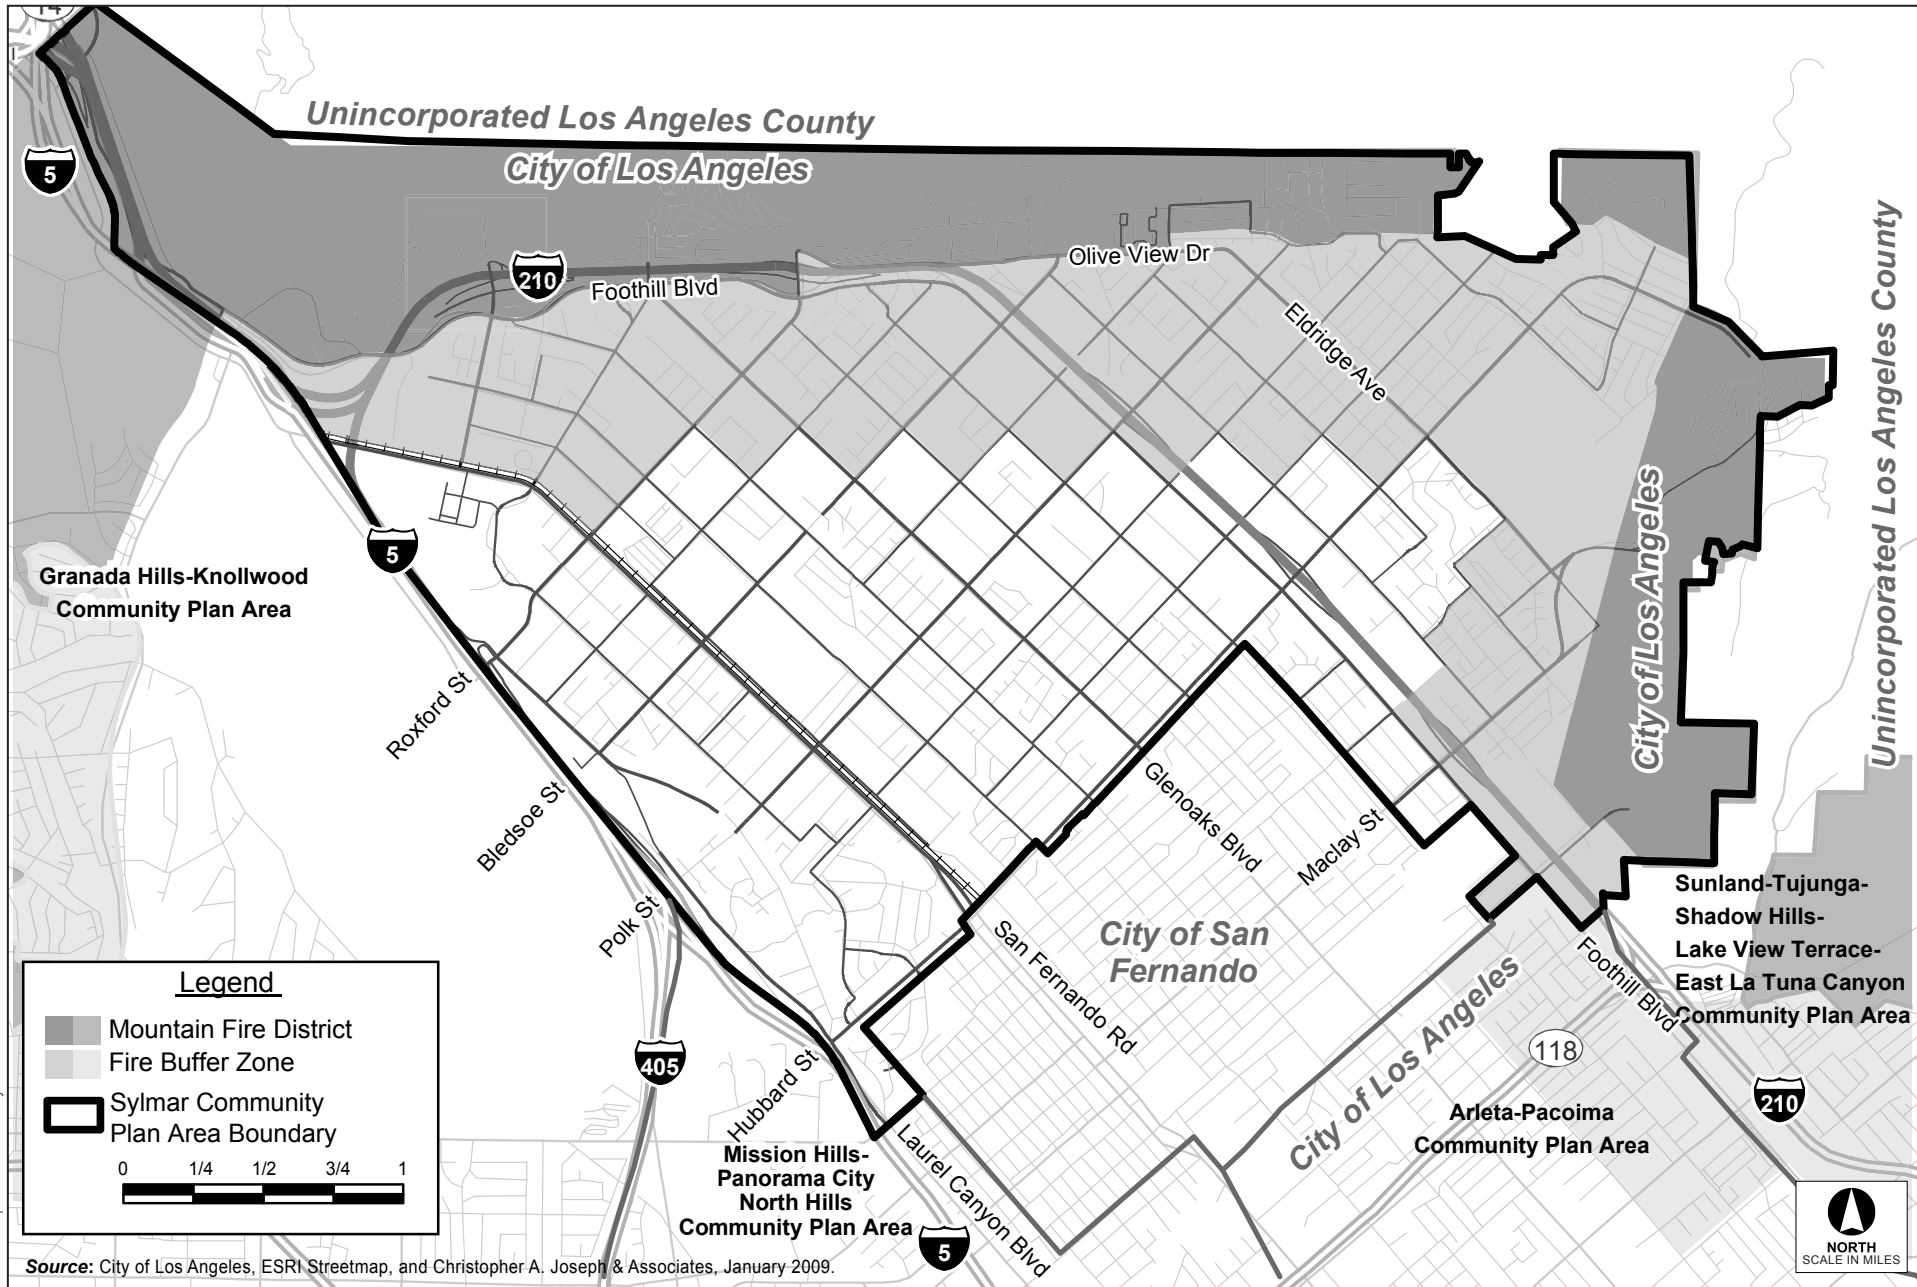 14
Unincorporated Los Angeles County
City of Los Angeles
5
210
Foothill Blvd
Olive View Dr
Eldridge Ave
Unincorporated Los Angeles County
City of Los Angeles
5
Granada Hills-Knollwood
Community Plan Area
Roxford St
Bledsoe St
Polk St
Glenoaks Blvd
Maclay St
City of San
Fernando
San Fernando Rd
Sunland-Tujunga-
Shadow Hills-
Lake View Terrace-
East La Tuna Canyon
Community Plan Area
Foothill Blvd
City of Los Angeles
118
405
Hubbard St
210
Arleta-Pacoima
Community Plan Area
Mission Hills-
Panorama City
North Hills
Community Plan Area
Laurel Canyon Blvd
5
Legend
Mountain Fire District
Fire Buffer Zone
Sylmar Community
Plan Area Boundary
0 1/4 1/2 3/4 1
NORTH
SCALE IN MILES
Source: City of Los Angeles, ESRI Streetmap, and Christopher A. Joseph & Associates, January 2009.